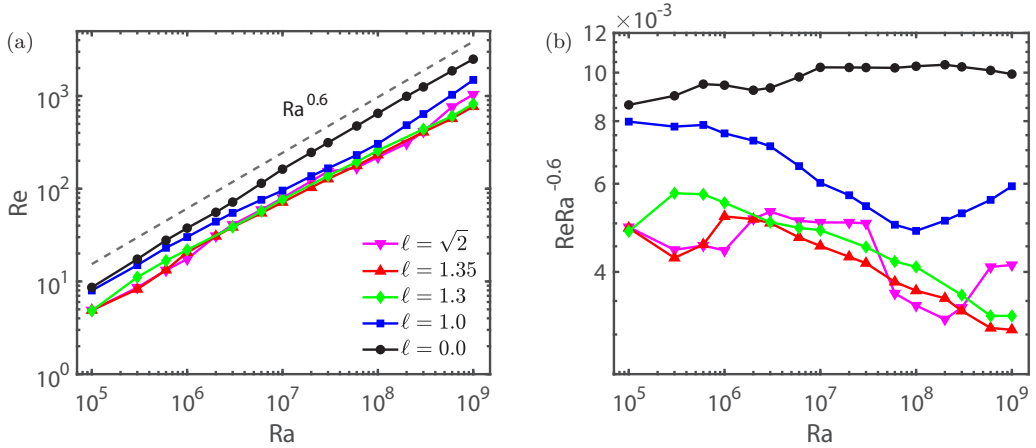 (a)
Re
10^3
10^2
10^1
10^0
Ra^0.6
ℓ = √2
ℓ = 1.35
ℓ = 1.3
ℓ = 1.0
ℓ = 0.0
10^5 10^6 10^7 10^8 10^9
Ra
(b)
×10^-3
ReRa^-0.6
12
10
8
6
4
10^5 10^6 10^7 10^8 10^9
Ra